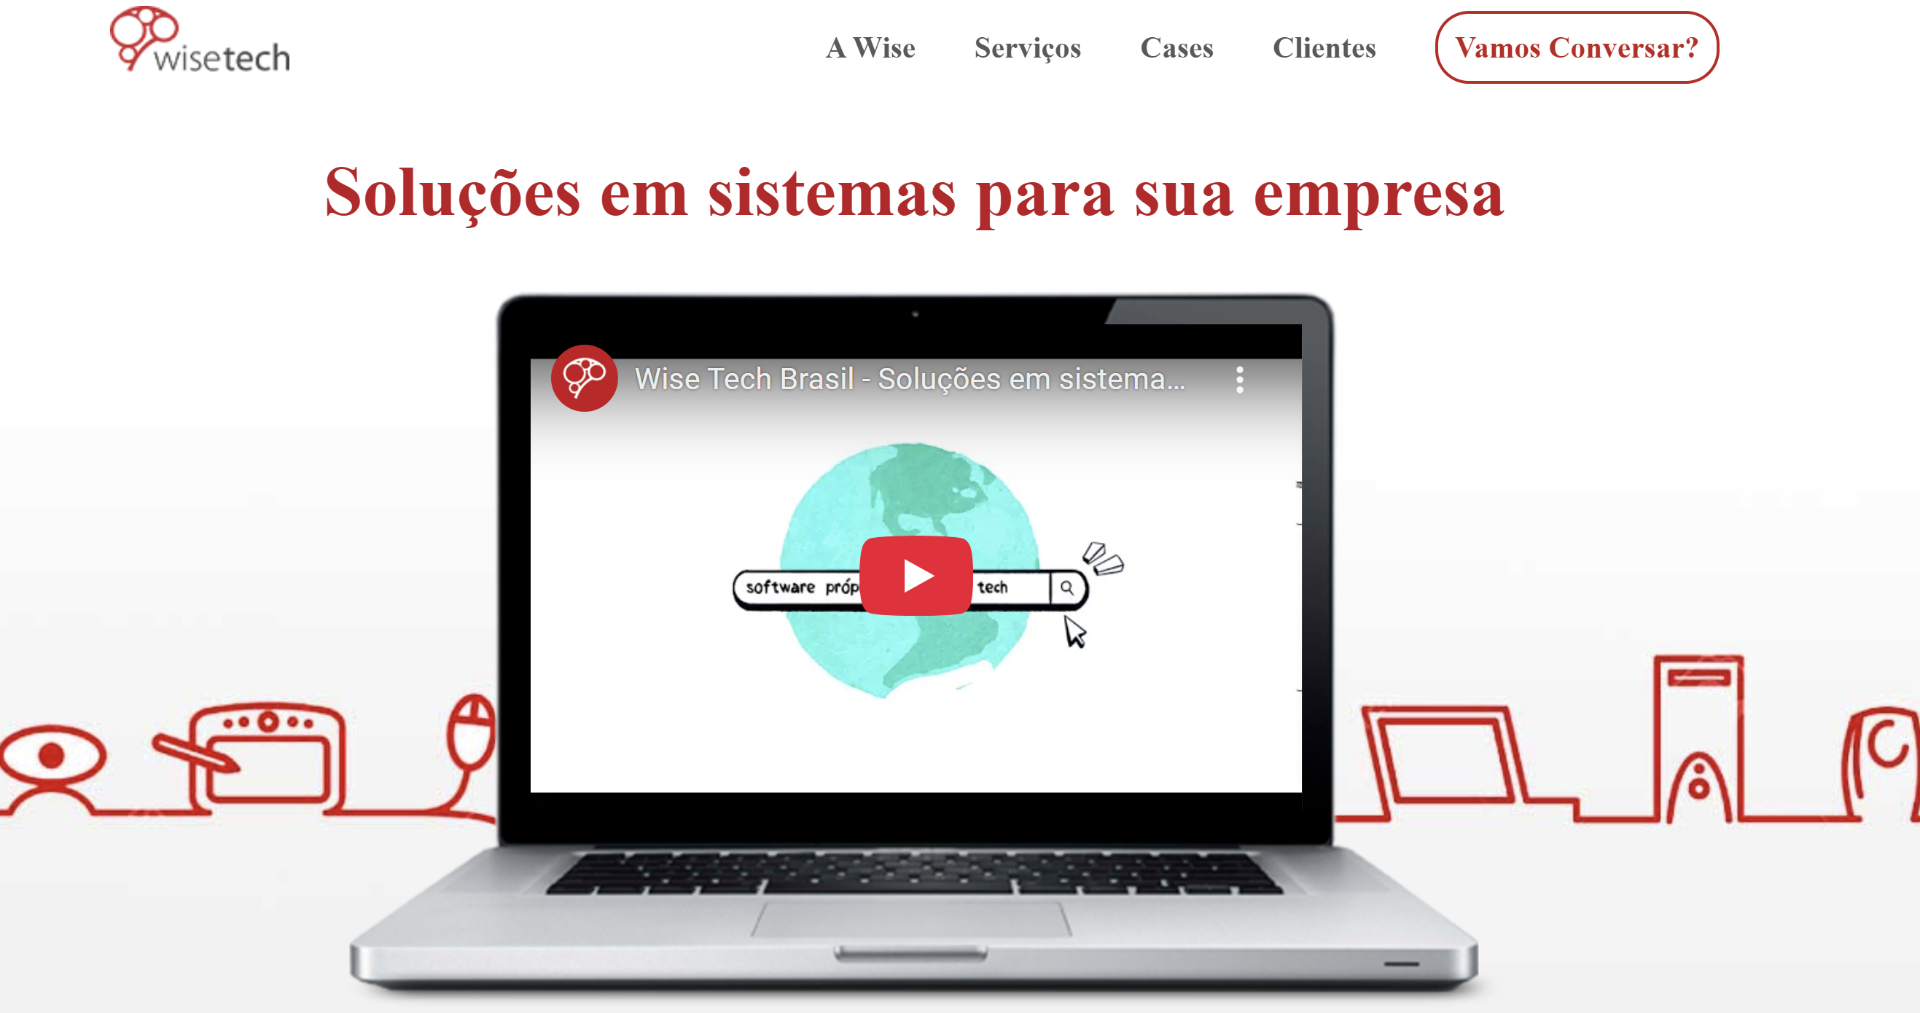 wisetech
A Wise
Serviços
Cases
Clientes
Vamos Conversar?
Soluções em sistemas para sua empresa
Wise Tech Brasil - Soluções em sistema...
software próp
tech